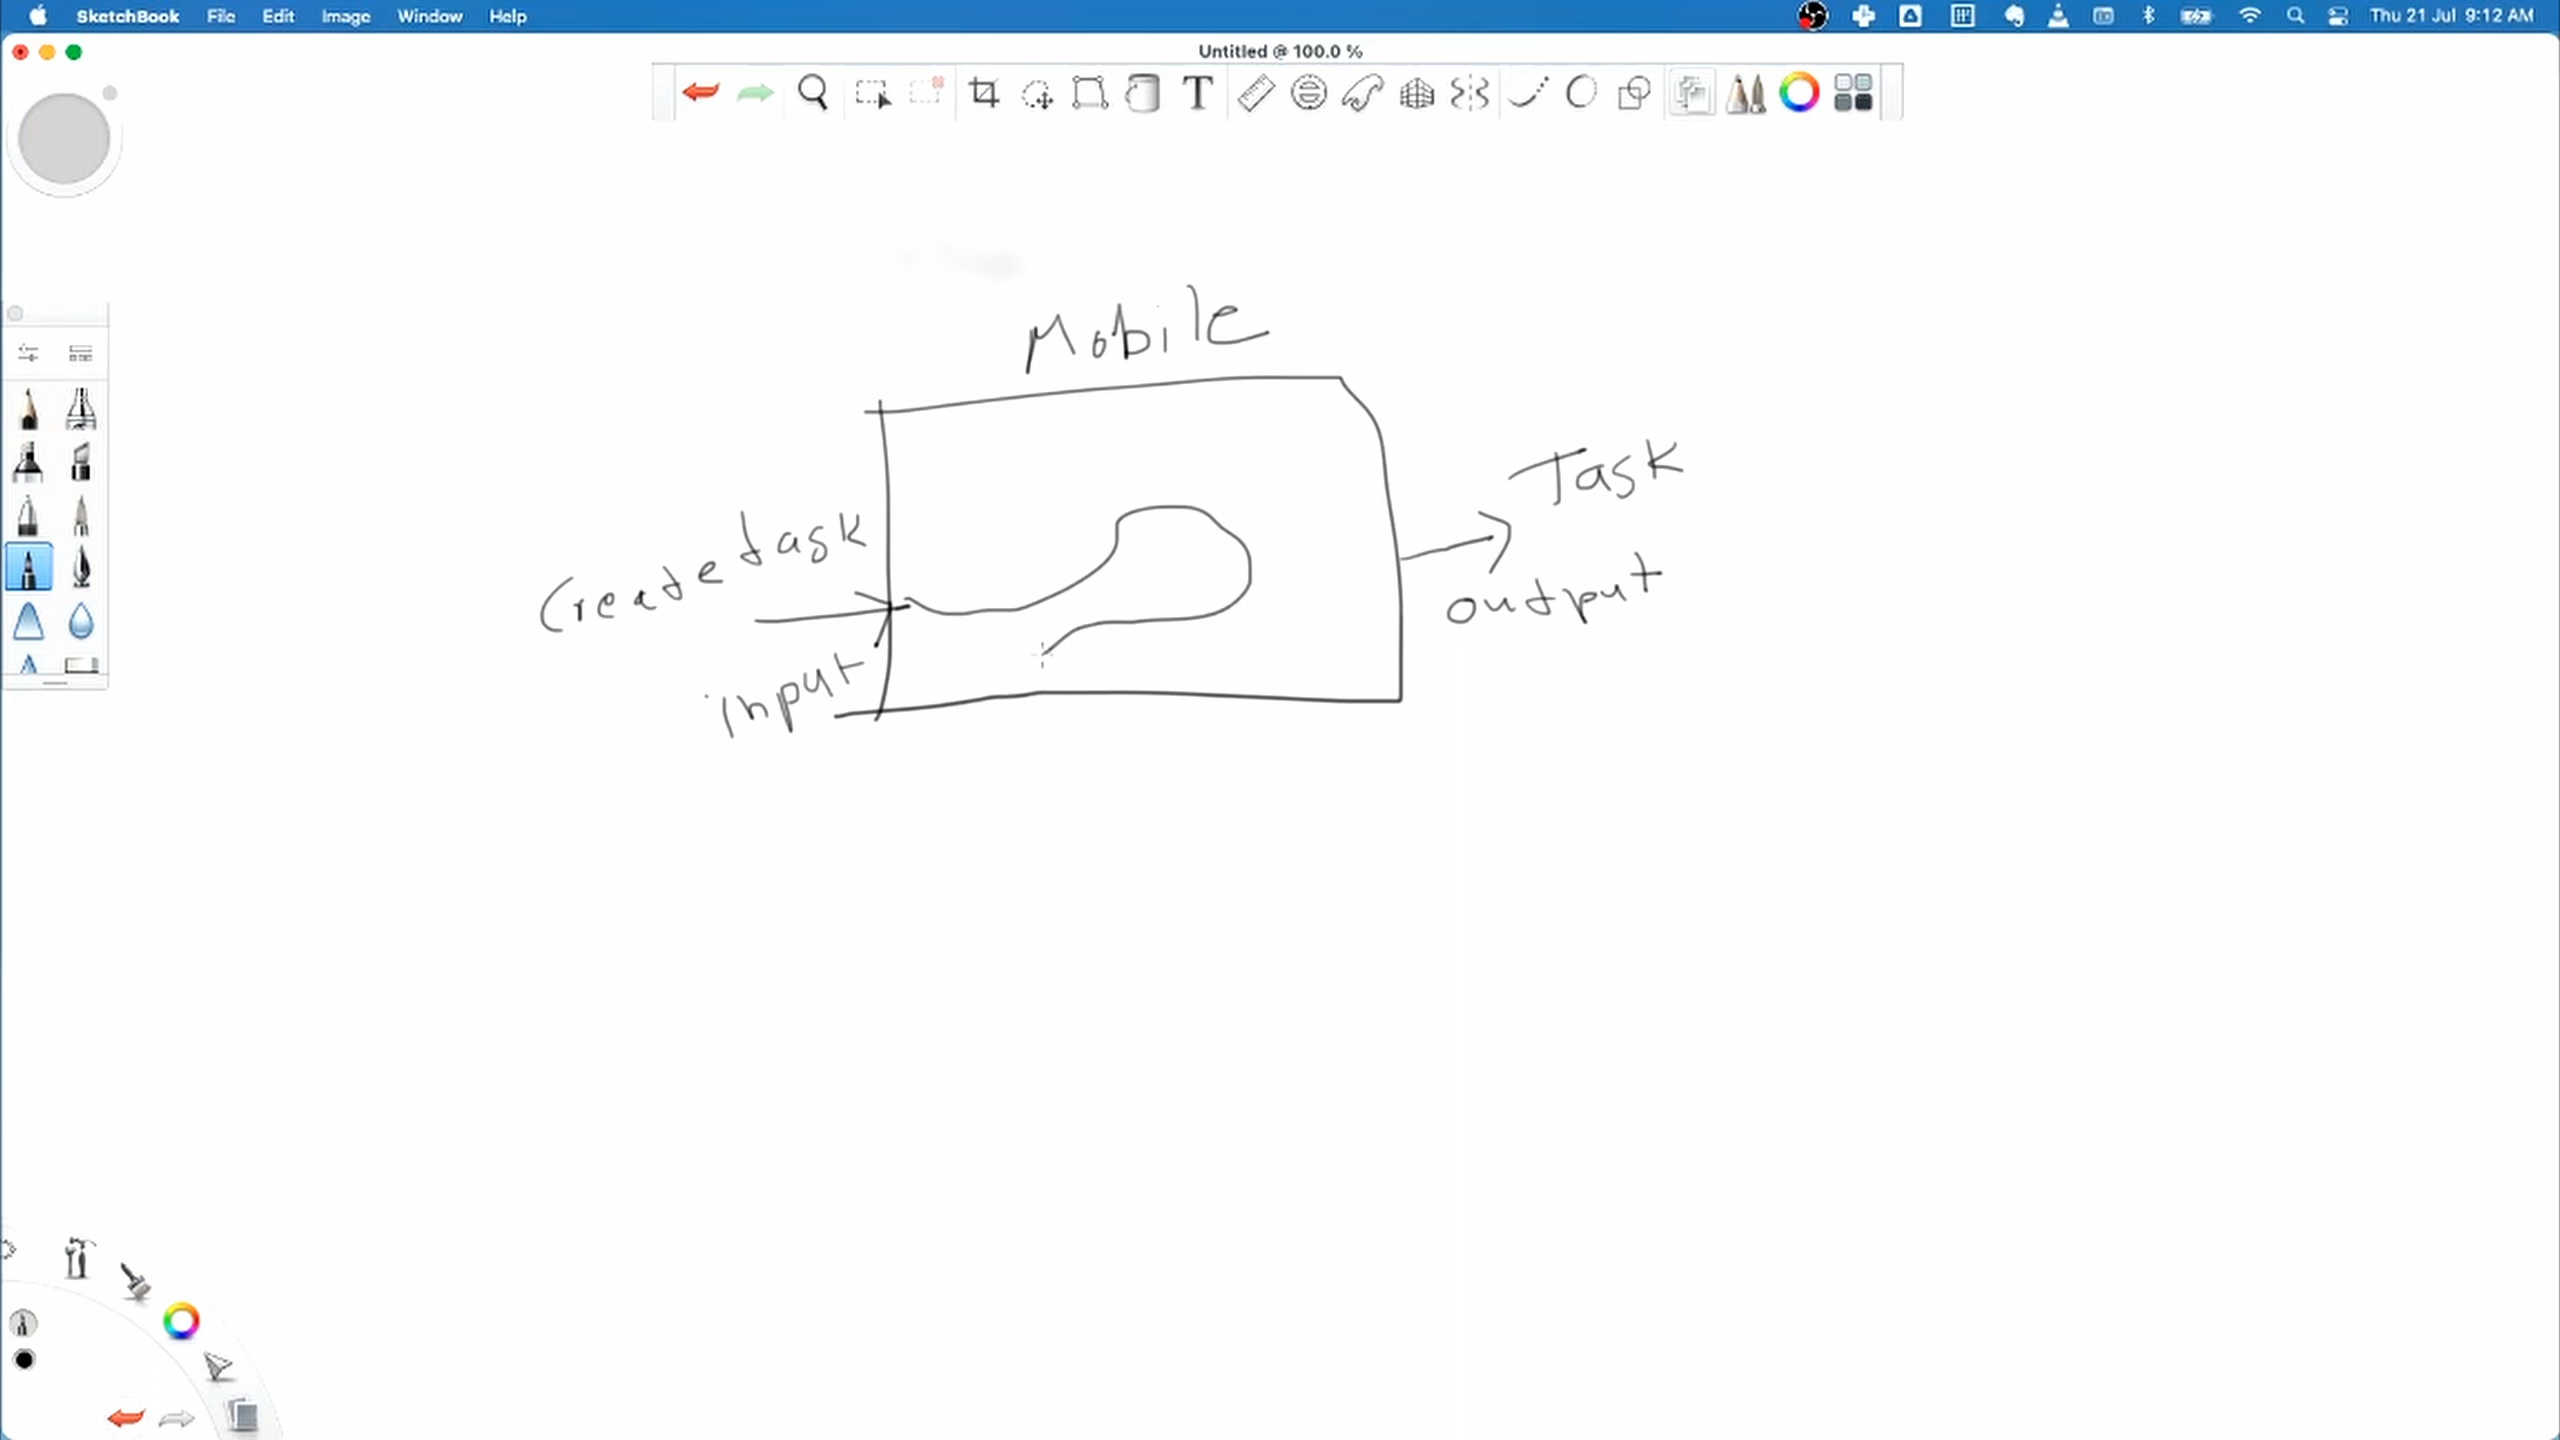 SketchBook File Edit Image Window Help Thu 21 Jul 9:12 AM
Untitled @ 100.0 %
T
Mobile
Task
Create task
output
input